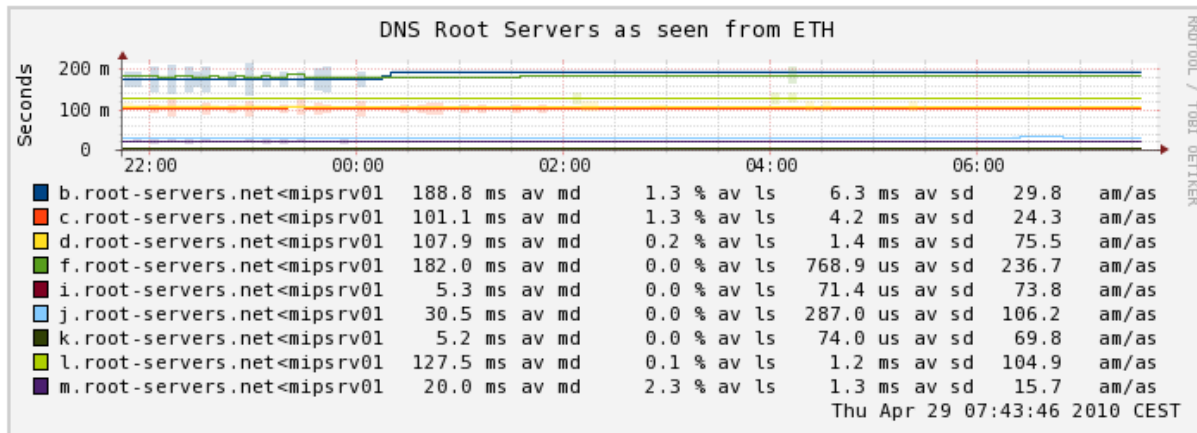 DNS Root Servers as seen from ETH
RRDTOOL / TOBI OETIKER
Seconds
200 m
100 m
0
22:00 00:00 02:00 04:00 06:00
b.root-servers.net<mipsrv01 188.8 ms av md 1.3 % av ls 6.3 ms av sd 29.8 am/as
c.root-servers.net<mipsrv01 101.1 ms av md 1.3 % av ls 4.2 ms av sd 24.3 am/as
d.root-servers.net<mipsrv01 107.9 ms av md 0.2 % av ls 1.4 ms av sd 75.5 am/as
f.root-servers.net<mipsrv01 182.0 ms av md 0.0 % av ls 768.9 us av sd 236.7 am/as
i.root-servers.net<mipsrv01 5.3 ms av md 0.0 % av ls 71.4 us av sd 73.8 am/as
j.root-servers.net<mipsrv01 30.5 ms av md 0.0 % av ls 287.0 us av sd 106.2 am/as
k.root-servers.net<mipsrv01 5.2 ms av md 0.0 % av ls 74.0 us av sd 69.8 am/as
l.root-servers.net<mipsrv01 127.5 ms av md 0.1 % av ls 1.2 ms av sd 104.9 am/as
m.root-servers.net<mipsrv01 20.0 ms av md 2.3 % av ls 1.3 ms av sd 15.7 am/as
Thu Apr 29 07:43:46 2010 CEST